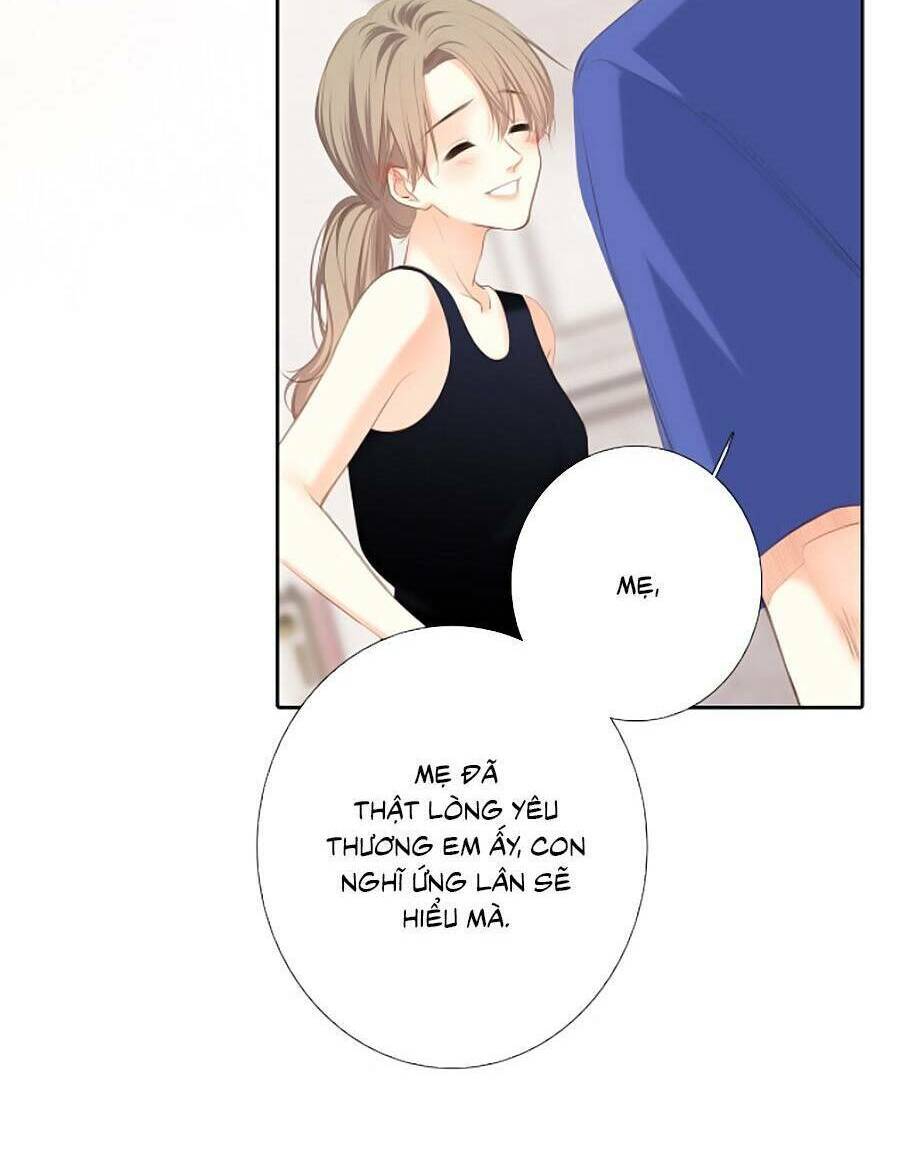 MẸ,
MẸ ĐÃ
THẬT LÒNG YÊU
THƯƠNG EM ẤY, CON
NGHĨ ỨNG LÂN SẼ
HIỂU MÀ.